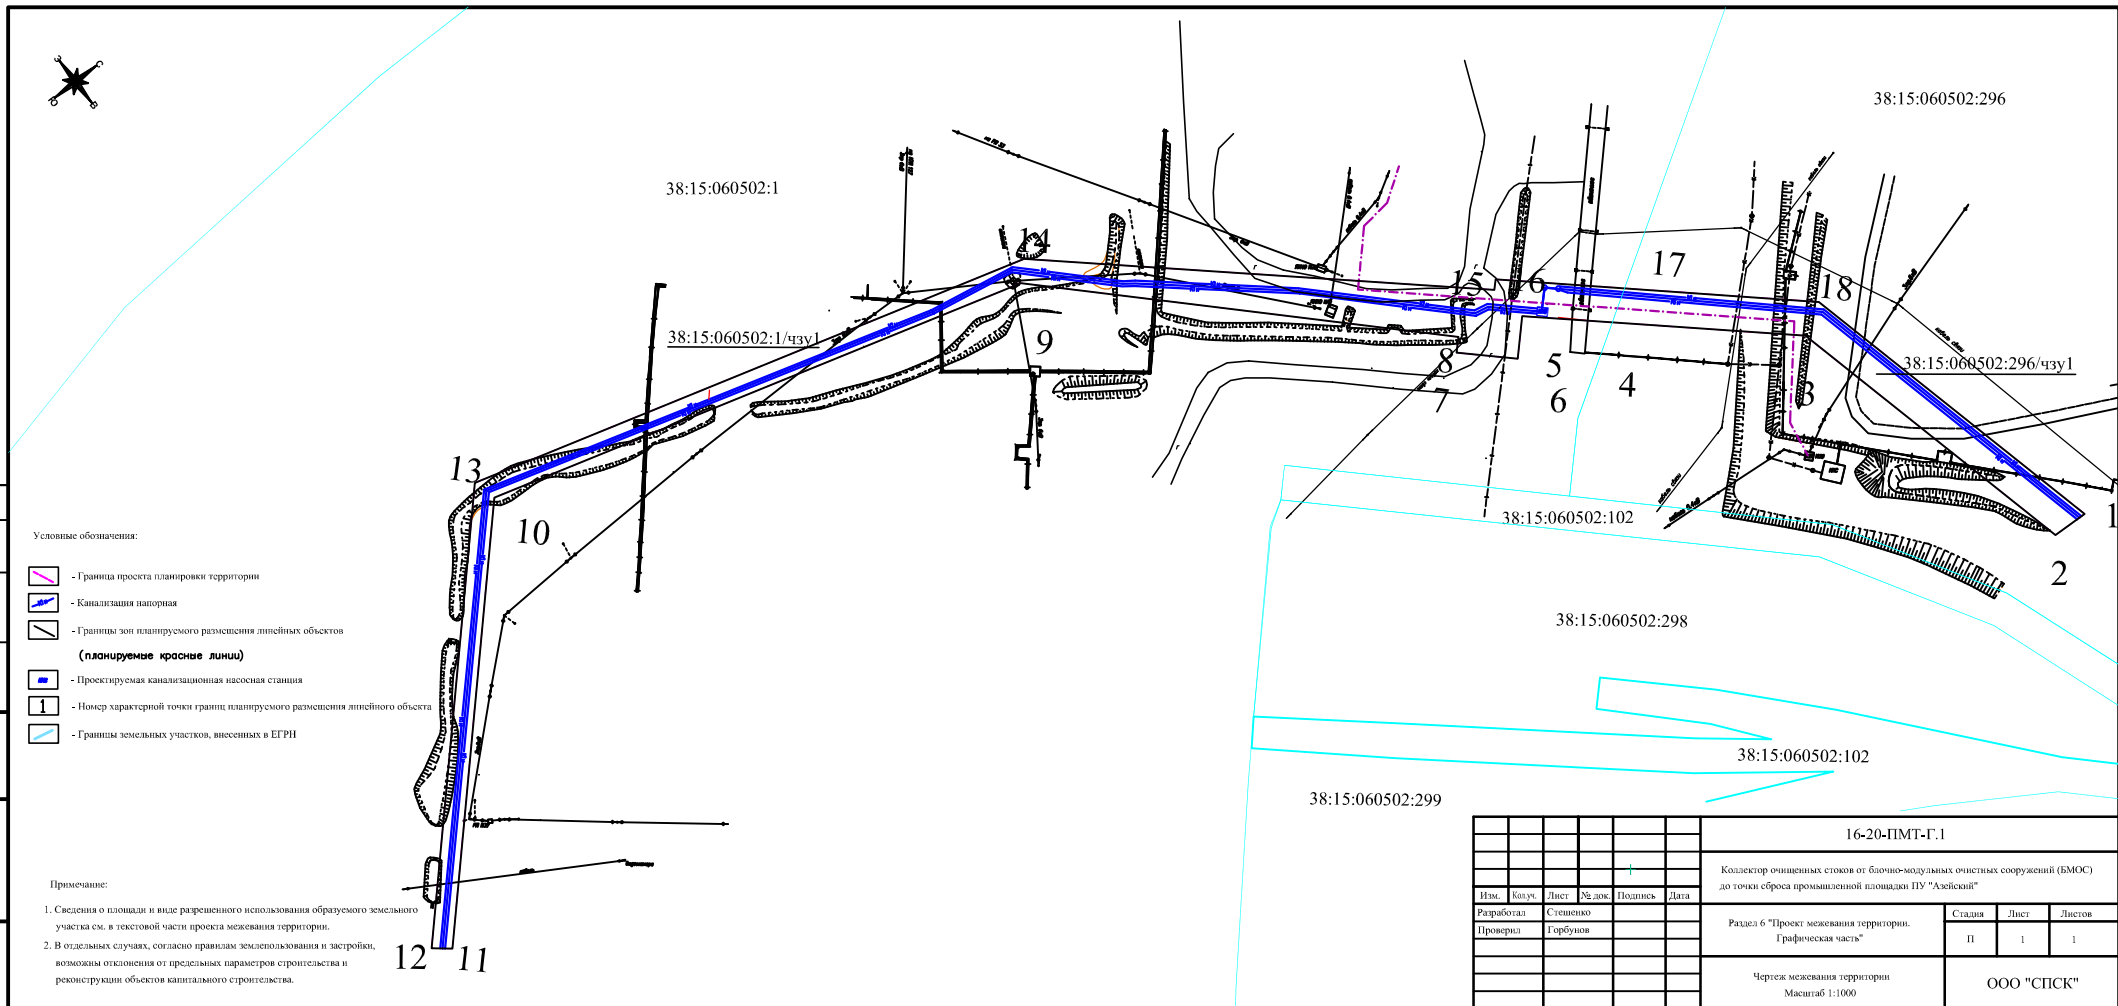 38:15:060502:296
38:15:060502:1
14
17
15
16
18
38:15:060502:1/чзу1
9
8
5
4
38:15:060502:296/чзу1
3
7
6
13
10
38:15:060502:102
1
2
Условные обозначения:
- Граница проекта планировки территории
- Канализация напорная
- Границы зон планируемого размещения линейных объектов
(планируемые красные линии)
- Проектируемая канализационная насосная станция
1 - Номер характерной точки границ планируемого размещения линейного объекта
- Границы земельных участков, внесенных в ЕГРН
38:15:060502:298
38:15:060502:102
38:15:060502:299
Примечание:
1. Сведения о площади и виде разрешенного использования образуемого земельного
участка см. в текстовой части проекта межевания территории.
2. В отдельных случаях, согласно правилам землепользования и застройки,
возможны отклонения от предельных параметров строительства и
реконструкции объектов капитального строительства.
12 11
16-20-ПМТ-Г.1
Коллектор очищенных стоков от блочно-модульных очистных сооружений (БМОС)
до точки сброса промышленной площадки ПУ "Азейский"
Изм. Кол.уч. Лист № док. Подпись Дата
Разработал Стешенко
Проверил Горбунов
Раздел 6 "Проект межевания территории.
Графическая часть"
Стадия Лист Листов
П 1 1
Чертеж межевания территории
Масштаб 1:1000
ООО "СПСК"